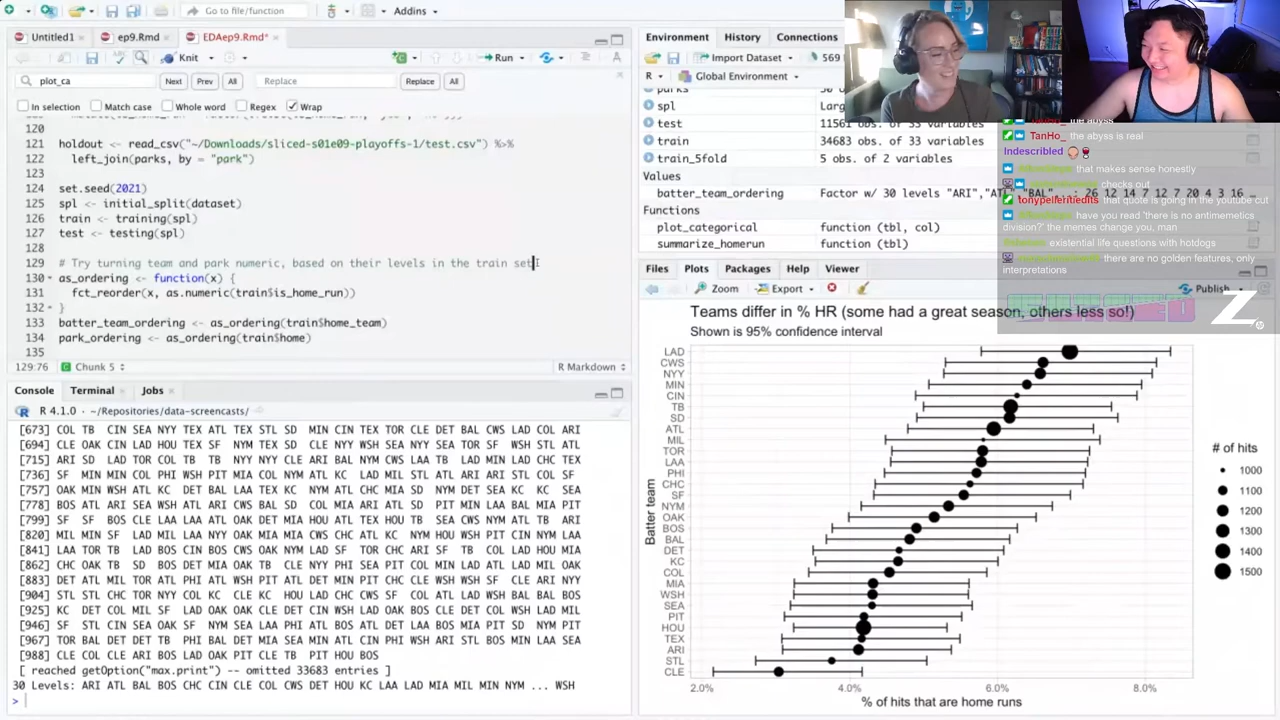 Go to file/function
Addins
Untitled1
ep9.Rmd
EDAep9.Rmd*
Knit
Run
plot_ca
Next
Prev
All
Replace
Replace
All
In selection
Match case
Whole word
Regex
Wrap
120
121 holdout <- read_csv("~/Downloads/sliced-s01e09-playoffs-1/test.csv") %>%
122 left_join(parks, by = "park")
123
124 set.seed(2021)
125 spl <- initial_split(dataset)
126 train <- training(spl)
127 test <- testing(spl)
128
129 # Try turning team and park numeric, based on their levels in the train set
130 as_ordering <- function(x) {
131 fct_reorder(x, as.numeric(train$is_home_run))
132 }
133 batter_team_ordering <- as_ordering(train$home_team)
134 park_ordering <- as_ordering(train$home)
135
129:76
Chunk 5
R Markdown
Console
Terminal
Jobs
R 4.1.0 · ~/Repositories/data-screencasts/
[673] COL TB CIN SEA NYY TEX ATL TEX STL SD MIN CIN TEX TOR CLE DET BAL CWS LAD COL ARI
[694] CLE OAK CIN LAD HOU TEX SF NYM TEX SD CLE NYY WSH SEA NYY SEA SF WSH STL ATL
[715] ARI SD LAD TOR COL TB TB NYY NYY CLE ARI BAL NYM CWS LAA TB LAD MIN LAD CHC TEX
[736] SF MIN MIN COL PHI WSH PIT MIA COL NYM ATL KC LAD MIL STL ATL ARI ARI STL COL SF
[757] OAK MIN WSH ATL KC DET BAL LAA TEX KC NYM ATL CHC MIA SD NYM DET SEA KC KC SEA
[778] BOS ATL ARI SEA WSH ATL ARI CWS BAL SD COL MIA ARI ATL SD PIT MIN LAA BAL MIA PIT
[799] SF SF BOS CLE LAA LAA ATL OAK DET MIA HOU ATL TEX HOU TB SEA CWS NYM ATL TB ARI
[820] MIL MIN SF LAD MIL LAA NYY OAK MIA MIA CWS CHC ATL KC NYM HOU WSH PIT CIN NYM LAA
[841] LAA TOR TB LAD BOS CIN BOS CWS OAK NYM LAD SF TOR CHC ARI SF TB COL LAD HOU MIA
[862] CHC OAK TB SD BOS DET MIA OAK TB CLE NYY PHI SEA PIT COL MIN LAD ATL LAD MIL OAK
[883] DET ATL MIL TOR ATL PHI ATL WSH PIT ATL DET MIN PIT CHC CLE WSH WSH SF CLE ARI NYY
[904] STL STL CHC TOR NYY COL KC CLE KC HOU LAD CHC CWS STL ATL LAD WSH BAL BAL BOS
[925] KC DET COL MIL SF LAD OAK OAK CLE DET CIN WSH LAD OAK BOS CLE DET COL WSH LAD MIL
[946] SF STL CIN SEA OAK SF NYM SEA LAA PHI ATL BOS ATL DET LAA BOS MIA PIT SD NYM PIT
[967] TOR BAL DET DET TB PHI BAL DET MIA SEA MIN ATL CIN PHI WSH ARI STL BOS MIN LAA SEA
[988] CLE COL CLE ARI COL OAK PIT CLE TB PIT HOU BOS
[ reached getOption("max.print") -- omitted 33683 entries ]
30 Levels: ARI ATL BAL BOS CHC CIN CLE COL CWS DET HOU KC LAA LAD MIA MIL MIN NYM ... WSH
>
Environment
History
Connections
Import Dataset
569
R
Global Environment
parks
spl
test 11561 obs. of 33 variables
train 34683 obs. of 33 variables
train_5fold 5 obs. of 2 variables
Values
batter_team_ordering Factor w/ 30 levels "ARI","ATL","BAL",..: 26 12 14 12 7 20 4 3 16 …
Functions
plot_categorical function (tbl, col)
summarize_homerun function (tbl)
TanHo_ the abyss is real
Indescribed
that makes sense honestly
checks out
that quote is going in the youtube cut
have you read 'there is no antimemetics
division?' the memes change you, man
existential life questions with hotdogs
there are no golden features, only
interpretations
SLICED
Z
Files
Plots
Packages
Help
Viewer
Zoom
Export
Publish
Teams differ in % HR (some had a great season, others less so!)
Shown is 95% confidence interval
Batter team
LAD
CWS
NYY
MIN
CIN
TB
SD
ATL
MIL
TOR
LAA
PHI
CHC
SF
NYM
OAK
BOS
BAL
DET
KC
COL
MIA
WSH
SEA
PIT
HOU
TEX
ARI
STL
CLE
2.0%
4.0%
6.0%
8.0%
% of hits that are home runs
# of hits
1000
1100
1200
1300
1400
1500